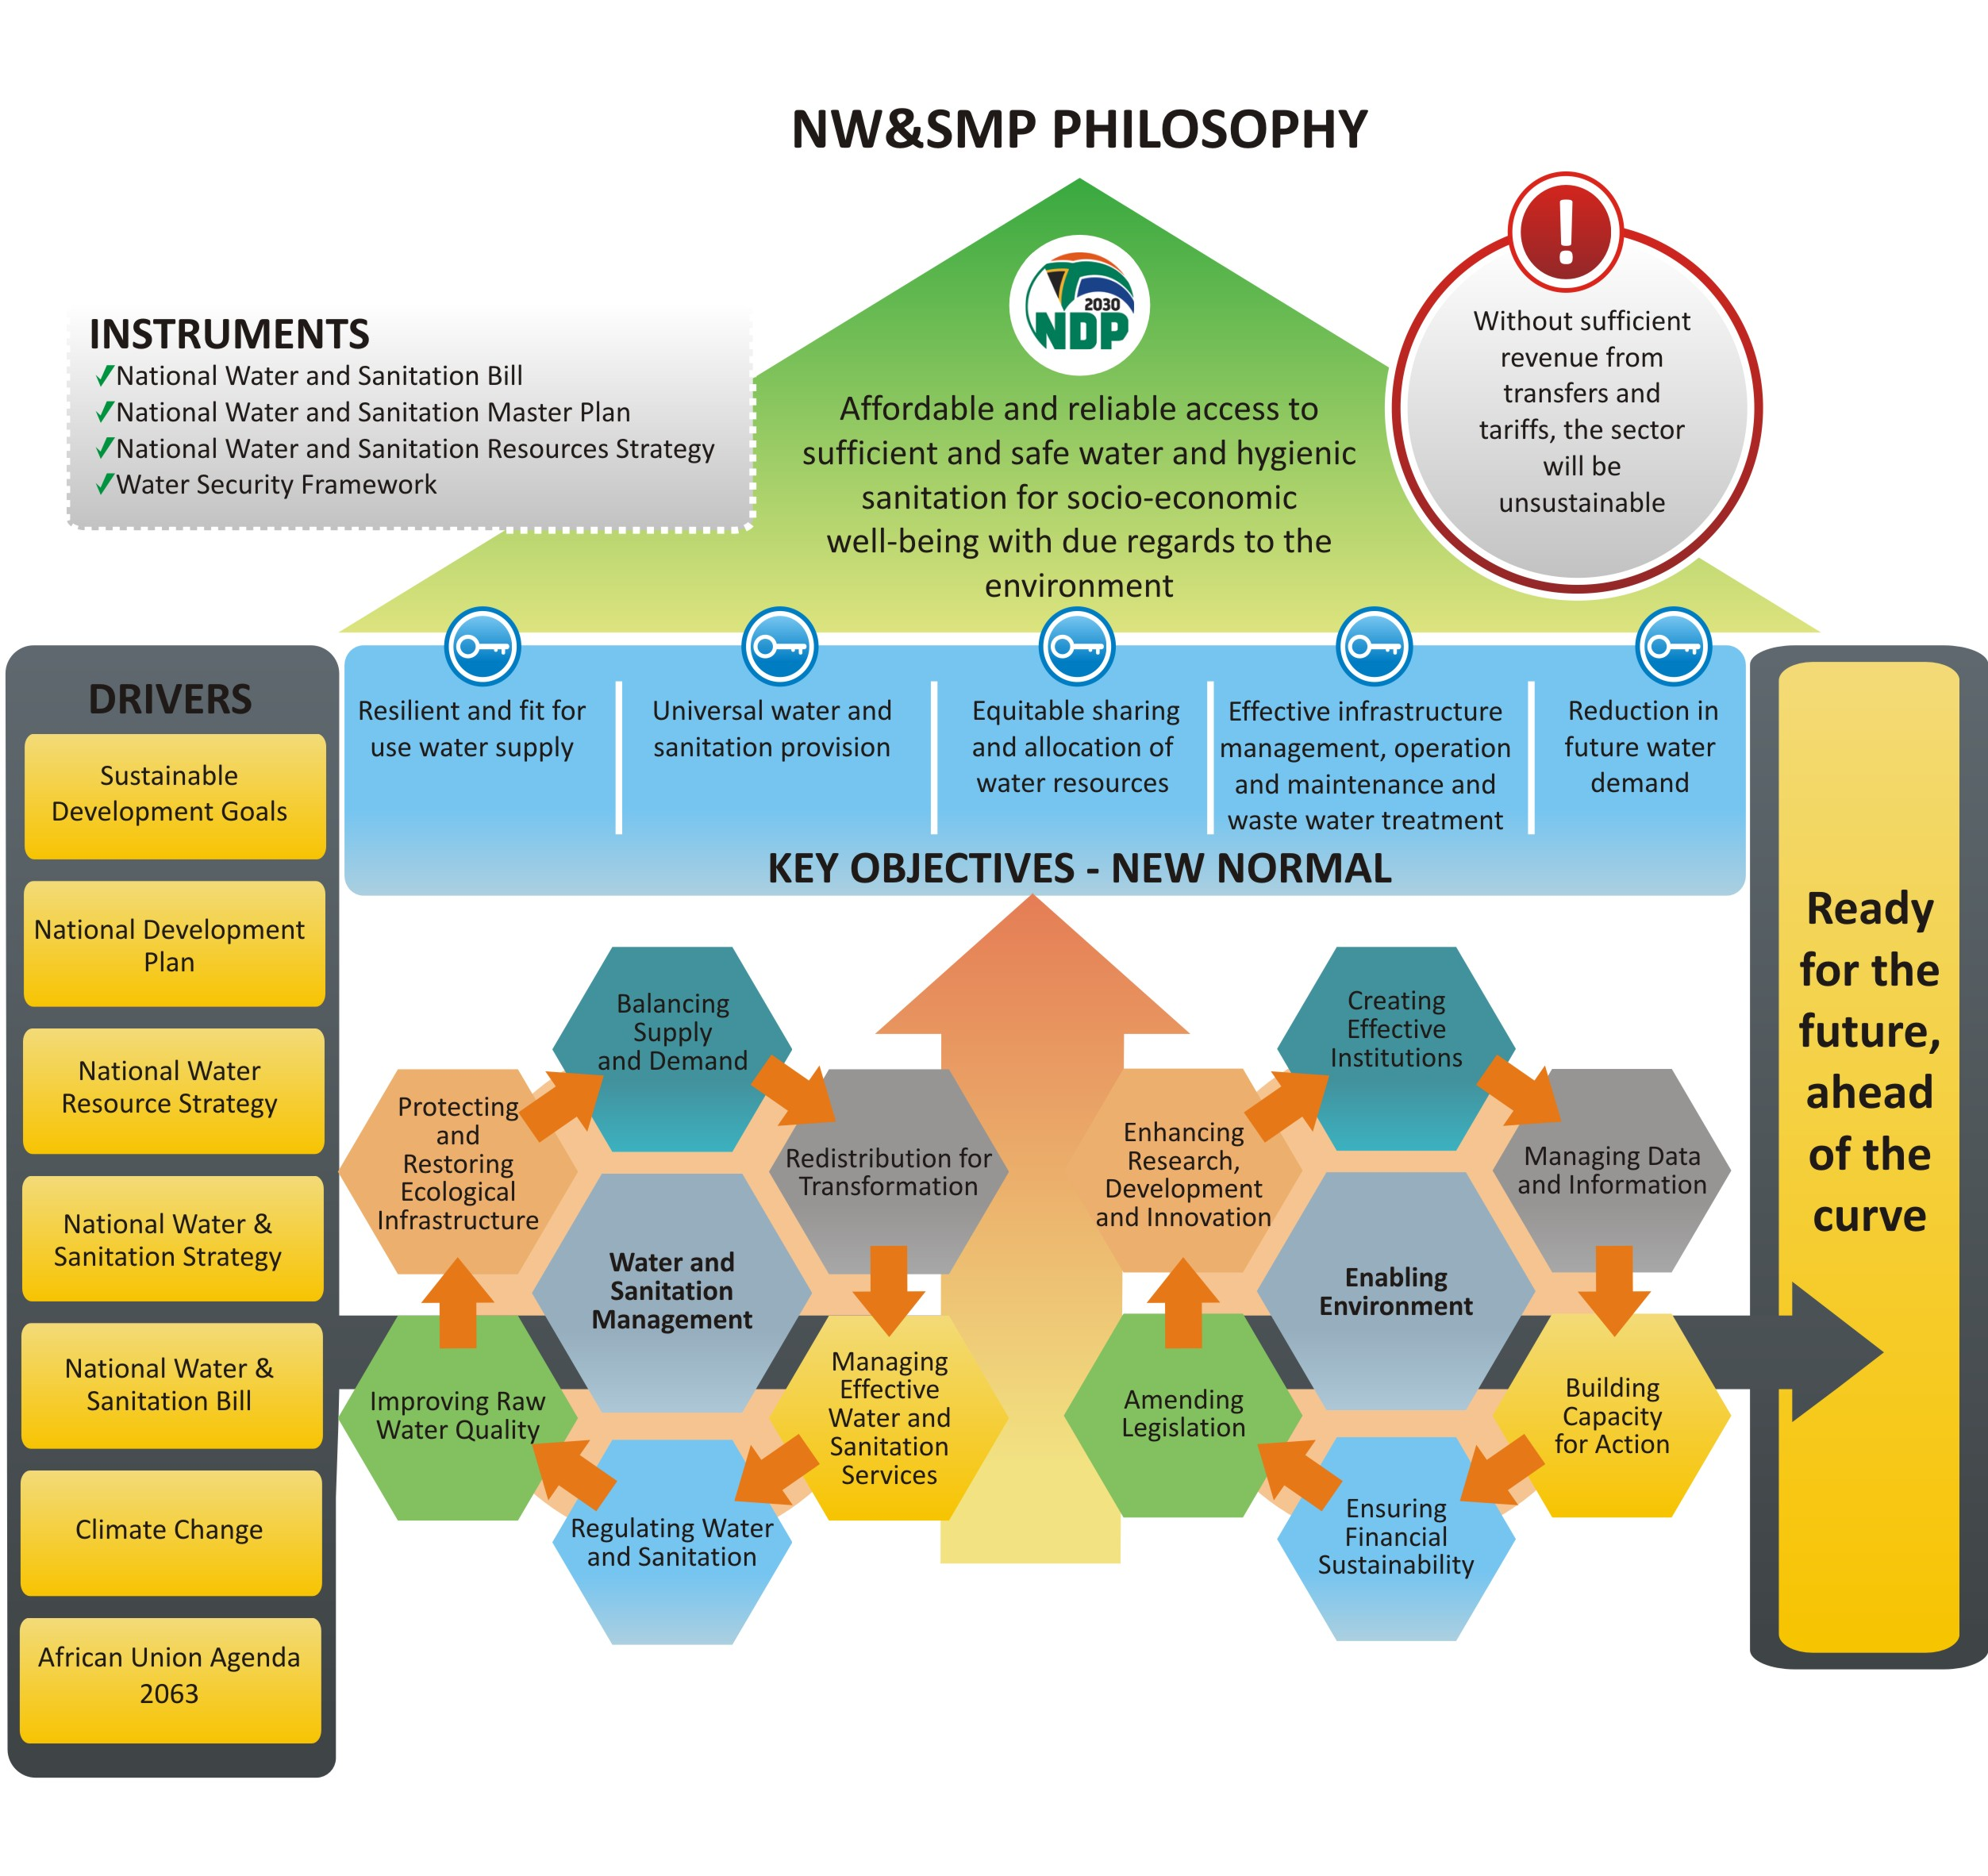 NW&SMP PHILOSOPHY
2030
NDP
Affordable and reliable access to
sufficient and safe water and hygienic
sanitation for socio-economic
well-being with due regards to the
environment
!
Without sufficient
revenue from
transfers and
tariffs, the sector
will be
unsustainable
INSTRUMENTS
✓National Water and Sanitation Bill
✓National Water and Sanitation Master Plan
✓National Water and Sanitation Resources Strategy
✓Water Security Framework
DRIVERS
Sustainable
Development Goals
National Development
Plan
National Water
Resource Strategy
National Water &
Sanitation Strategy
National Water &
Sanitation Bill
Climate Change
African Union Agenda
2063
Resilient and fit for
use water supply
Universal water and
sanitation provision
Equitable sharing
and allocation of
water resources
Effective infrastructure
management, operation
and maintenance and
waste water treatment
Reduction in
future water
demand
KEY OBJECTIVES - NEW NORMAL
Balancing
Supply
and Demand
Redistribution for
Transformation
Managing
Effective
Water and
Sanitation
Services
Regulating Water
and Sanitation
Improving Raw
Water Quality
Protecting
and
Restoring
Ecological
Infrastructure
Water and
Sanitation
Management
Creating
Effective
Institutions
Managing Data
and Information
Building
Capacity
for Action
Ensuring
Financial
Sustainability
Amending
Legislation
Enhancing
Research,
Development
and Innovation
Enabling
Environment
Ready
for the
future,
ahead
of the
curve